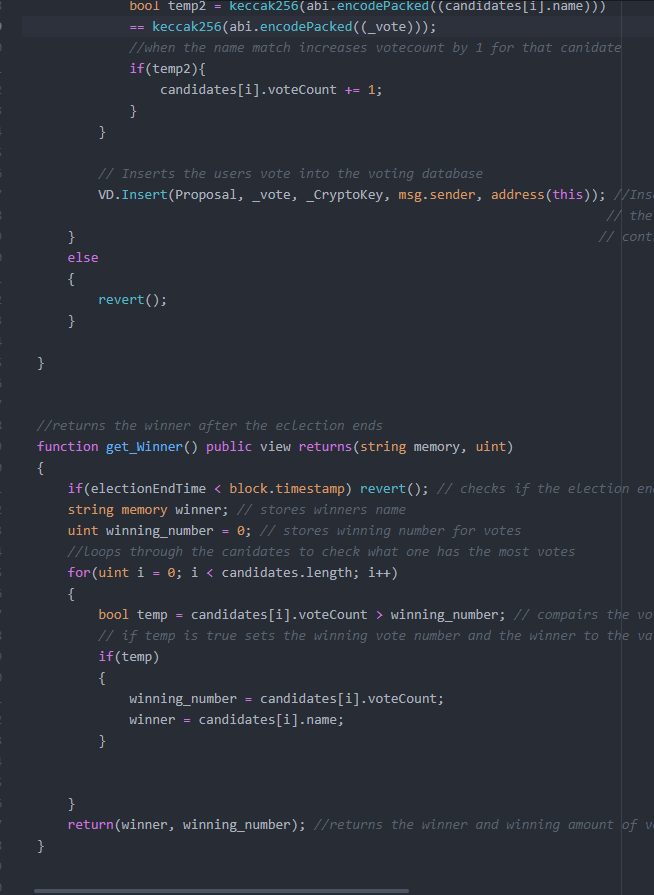 bool temp2 = keccak256(abi.encodePacked((candidates[i].name)))
== keccak256(abi.encodePacked((_vote)));
//when the name match increases votecount by 1 for that canidate
if(temp2){
candidates[i].voteCount += 1;
}
}
// Inserts the users vote into the voting database
VD.Insert(Proposal, _vote, _CryptoKey, msg.sender, address(this)); //Ins
// the
}
// cont
else
{
revert();
}
}
//returns the winner after the eclection ends
function get_Winner() public view returns(string memory, uint)
{
if(electionEndTime < block.timestamp) revert(); // checks if the election en
string memory winner; // stores winners name
uint winning_number = 0; // stores winning number for votes
//loops through the canidates to check what one has the most votes
for(uint i = 0; i < candidates.length; i++)
{
bool temp = candidates[i].voteCount > winning_number; // compairs the vo
// if temp is true sets the winning vote number and the winner to the va
if(temp)
{
winning_number = candidates[i].voteCount;
winner = candidates[i].name;
}
}
return(winner, winning_number); //returns the winner and winning amount of v
}